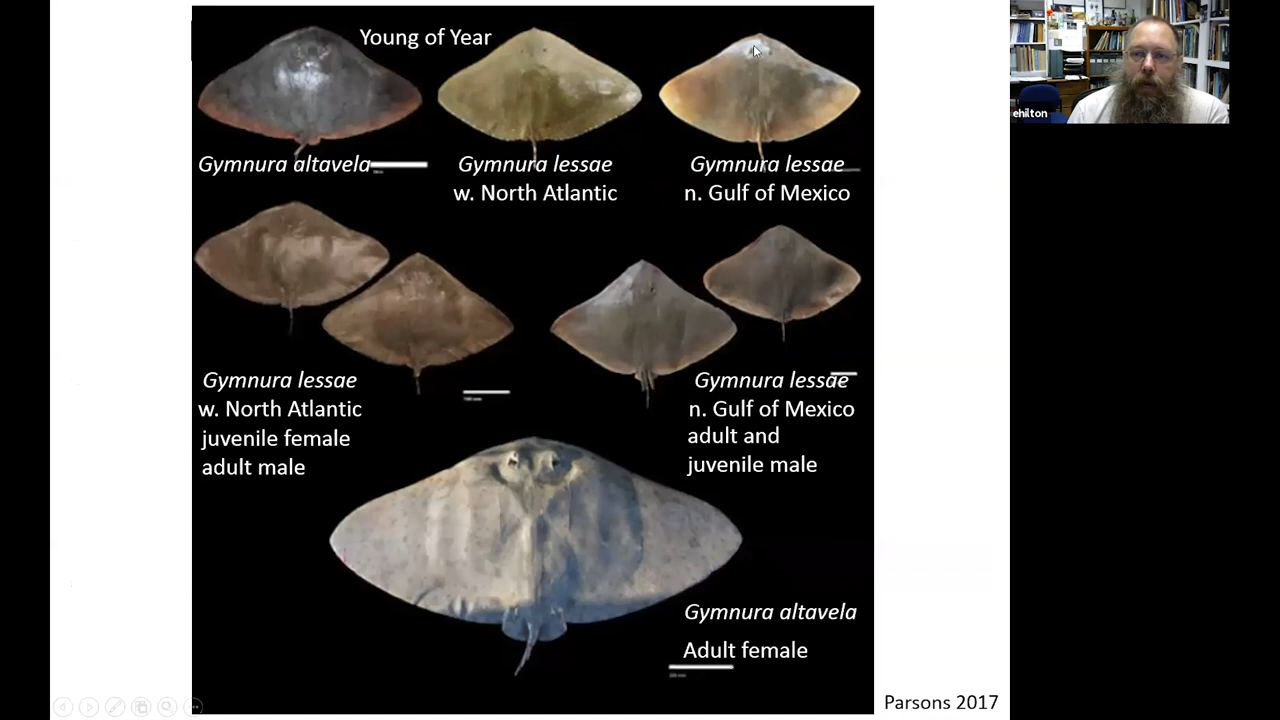 Young of Year
ehilton
Gymnura altavela
Gymnura lessae
w. North Atlantic
Gymnura lessae
n. Gulf of Mexico
Gymnura lessae
w. North Atlantic
juvenile female
adult male
Gymnura lessae
n. Gulf of Mexico
adult and
juvenile male
Gymnura altavela
Adult female
Parsons 2017